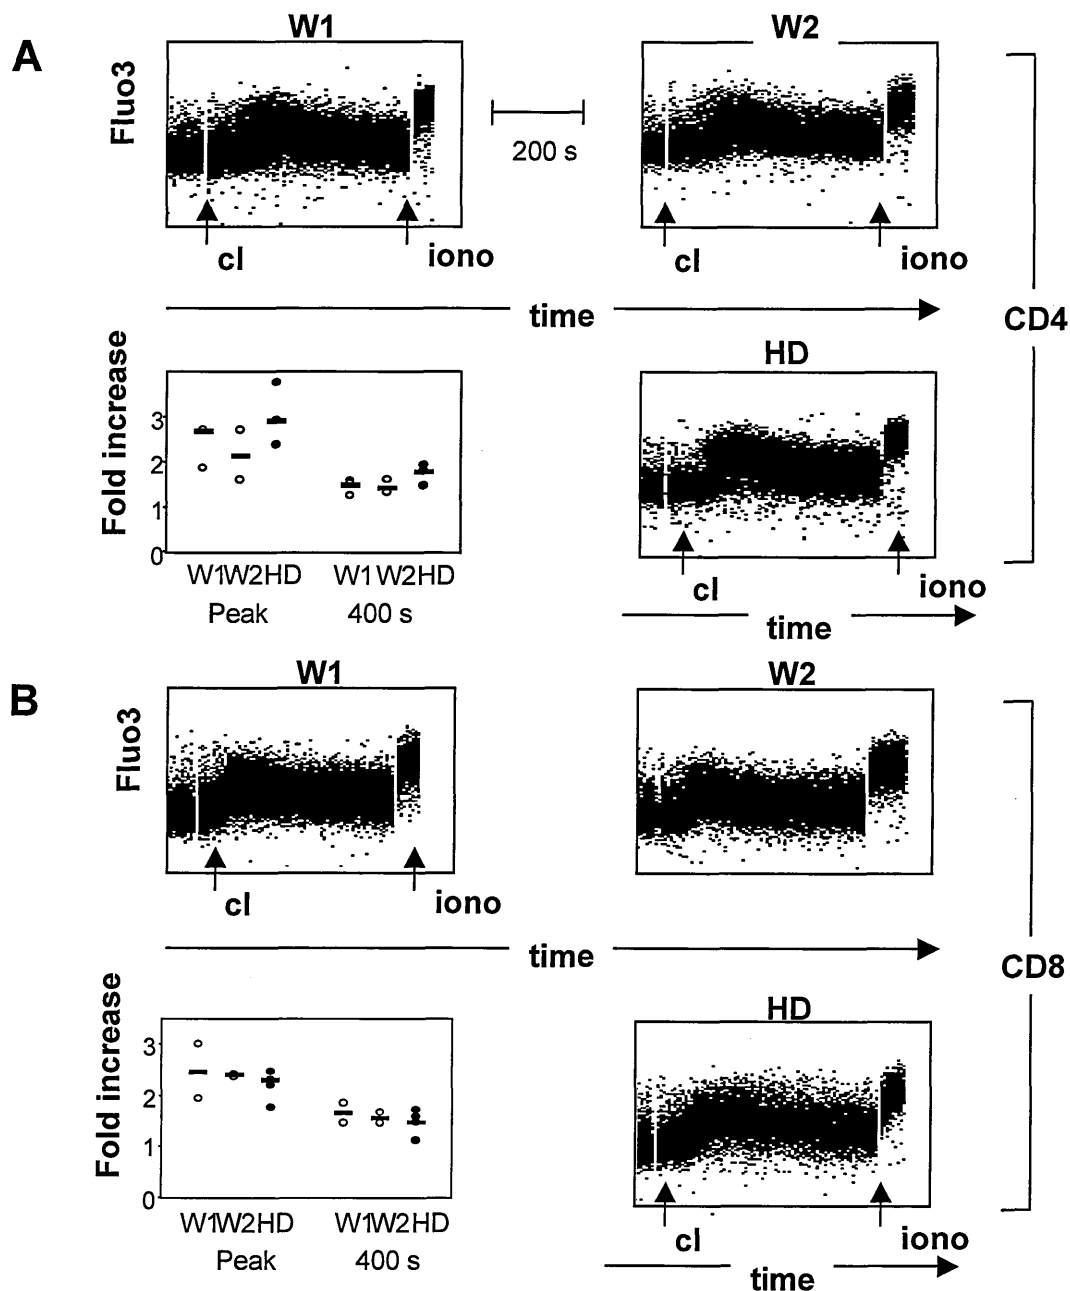 A
W1
W2
Fluo3
200 s
cl
iono
cl
iono
time
CD4
HD
Fold increase
3
2
1
0
W1W2HD
W1 W2HD
Peak
400 s
cl
iono
time
B
W1
W2
Fluo3
cl
iono
time
CD8
HD
Fold increase
3
2
1
0
W1W2HD
W1W2HD
Peak
400 s
cl
iono
time